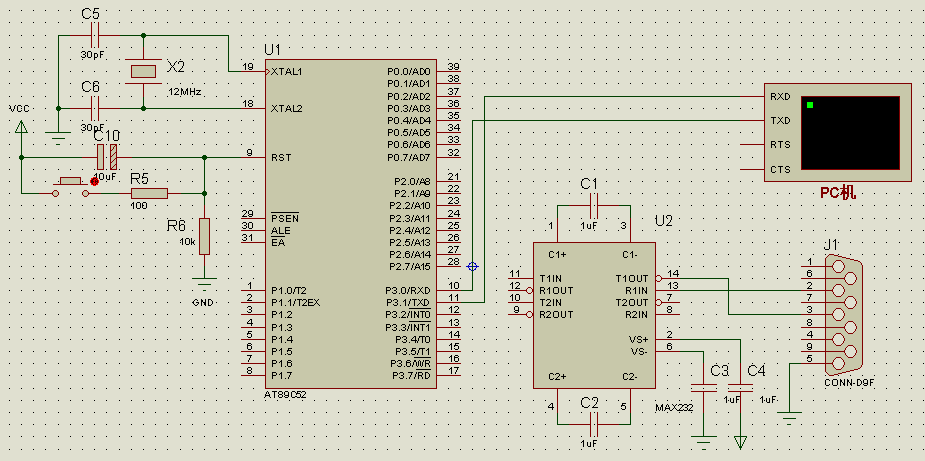 C5
30pF
X2
12MHz
C6
30pF
VCC
C10
10uF
R5
100
R6
10k
GND
U1
19 XTAL1
18 XTAL2
9 RST
29 PSEN
30 ALE
31 EA
1 P1.0/T2
2 P1.1/T2EX
3 P1.2
4 P1.3
5 P1.4
6 P1.5
7 P1.6
8 P1.7
P0.0/AD0 39
P0.1/AD1 38
P0.2/AD2 37
P0.3/AD3 36
P0.4/AD4 35
P0.5/AD5 34
P0.6/AD6 33
P0.7/AD7 32
P2.0/A8 21
P2.1/A9 22
P2.2/A10 23
P2.3/A11 24
P2.4/A12 25
P2.5/A13 26
P2.6/A14 27
P2.7/A15 28
P3.0/RXD 10
P3.1/TXD 11
P3.2/INT0 12
P3.3/INT1 13
P3.4/T0 14
P3.5/T1 15
P3.6/WR 16
P3.7/RD 17
AT89C52
RXD
TXD
RTS
CTS
PC机
C1
1uF
U2
1
3
C1+ C1-
11 T1IN
12 R1OUT
10 T2IN
9 R2OUT
T1OUT 14
R1IN 13
T2OUT 7
R2IN 8
VS+ 2
VS- 6
C2+ C2-
4
5
MAX232
C2
1uF
C3
1uF
C4
1uF
J1
1
6
2
7
3
8
4
9
5
CONN-D9F